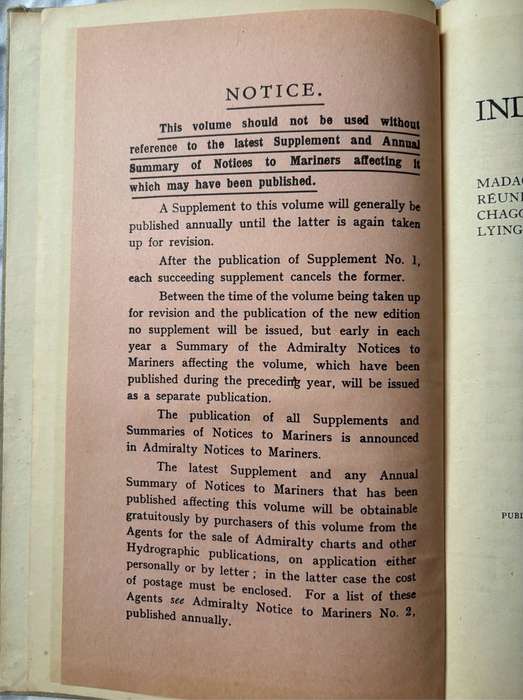 NOTICE.
This volume should not be used without
reference to the latest Supplement and Annual
Summary of Notices to Mariners affecting it
which may have been published.
A Supplement to this volume will generally be
published annually until the latter is again taken
up for revision.
After the publication of Supplement No. 1,
each succeeding supplement cancels the former.
Between the time of the volume being taken up
for revision and the publication of the new edition
no supplement will be issued, but early in each
year a Summary of the Admiralty Notices to
Mariners affecting the volume, which have been
published during the preceding year, will be issued
as a separate publication.
The publication of all Supplements and
Summaries of Notices to Mariners is announced
in Admiralty Notices to Mariners.
The latest Supplement and any Annual
Summary of Notices to Mariners that has been
published affecting this volume will be obtainable
gratuitously by purchasers of this volume from the
Agents for the sale of Admiralty charts and other
Hydrographic publications, on application either
personally or by letter; in the latter case the cost
of postage must be enclosed. For a list of these
Agents see Admiralty Notice to Mariners No. 2,
published annually.
IND
MADAG
RÉUNI
CHAGO
LYING
PUBL